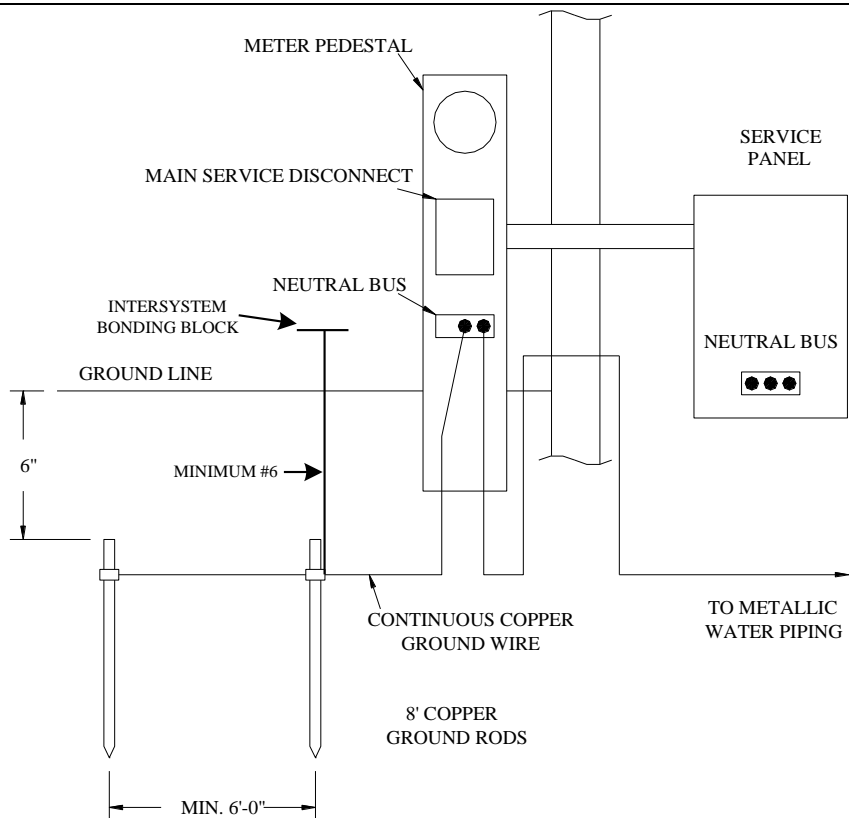 METER PEDESTAL
SERVICE
PANEL
MAIN SERVICE DISCONNECT
NEUTRAL BUS
INTERSYSTEM
BONDING BLOCK
NEUTRAL BUS
GROUND LINE
6"
MINIMUM #6
CONTINUOUS COPPER
GROUND WIRE
TO METALLIC
WATER PIPING
8' COPPER
GROUND RODS
MIN. 6'-0"